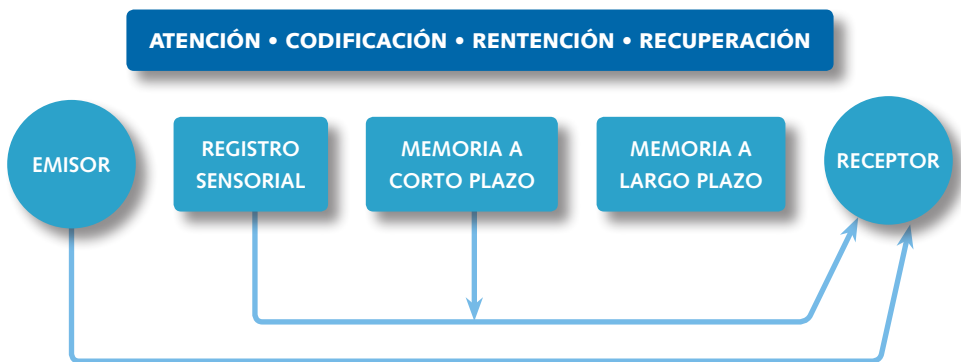 ATENCIÓN • CODIFICACIÓN • RENTENCIÓN • RECUPERACIÓN
EMISOR
REGISTRO
SENSORIAL
MEMORIA A
CORTO PLAZO
MEMORIA A
LARGO PLAZO
RECEPTOR